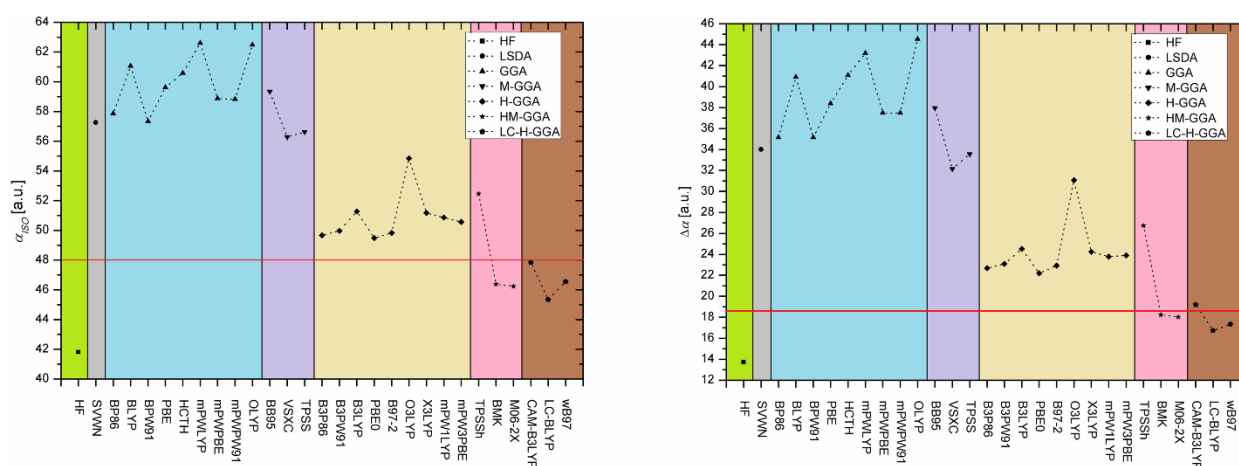 64
62
60
58
56
54
52
50
48
46
44
42
40
α_ISO [a.u.]
HF
LSDA
GGA
M-GGA
H-GGA
HM-GGA
LC-H-GGA
HF
SVWN
BP86
BLYP
BPW91
PBE
HCTH
mPWLYP
mPWPBE
mPWPW91
OLYP
BB95
VSXC
TPSS
B3P86
B3PW91
B3LYP
PBE0
B97-2
O3LYP
X3LYP
mPW1LYP
mPW3PBE
TPSSh
BMK
M06-2X
CAM-B3LYP
LC-BLYP
wB97
46
44
42
40
38
36
34
32
30
28
26
24
22
20
18
16
14
12
Δα [a.u.]
HF
LSDA
GGA
M-GGA
H-GGA
HM-GGA
LC-H-GGA
HF
SVWN
BP86
BLYP
BPW91
PBE
HCTH
mPWLYP
mPWPBE
mPWPW91
OLYP
BB95
VSXC
TPSS
B3P86
B3PW91
B3LYP
PBE0
B97-2
O3LYP
X3LYP
mPW1LYP
mPW3PBE
TPSSh
BMK
M06-2X
CAM-B3LYP
LC-BLYP
wB97